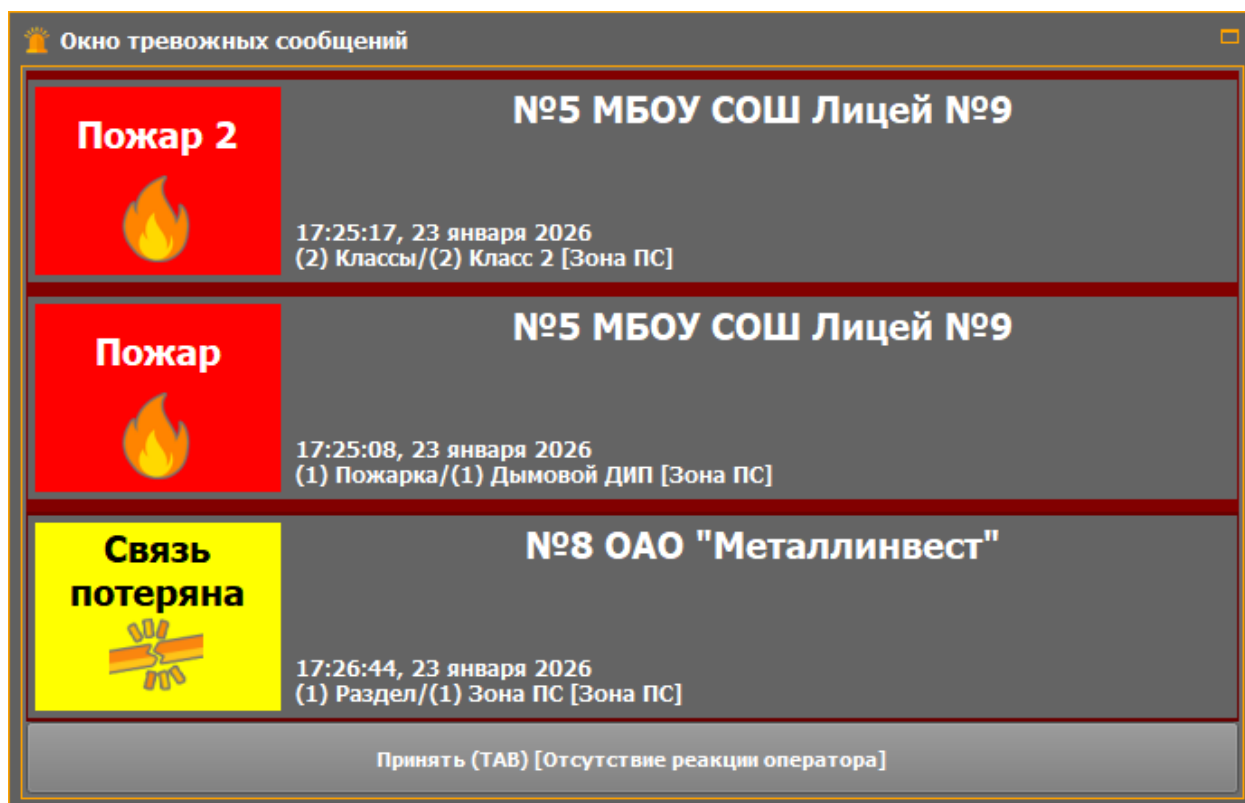 Окно тревожных сообщений
Пожар 2
№5 МБОУ СОШ Лицей №9
17:25:17, 23 января 2026
(2) Классы/(2) Класс 2 [Зона ПС]
Пожар
№5 МБОУ СОШ Лицей №9
17:25:08, 23 января 2026
(1) Пожарка/(1) Дымовой ДИП [Зона ПС]
Связь
потеряна
№8 ОАО "Металлинвест"
17:26:44, 23 января 2026
(1) Раздел/(1) Зона ПС [Зона ПС]
Принять (TAB) [Отсутствие реакции оператора]